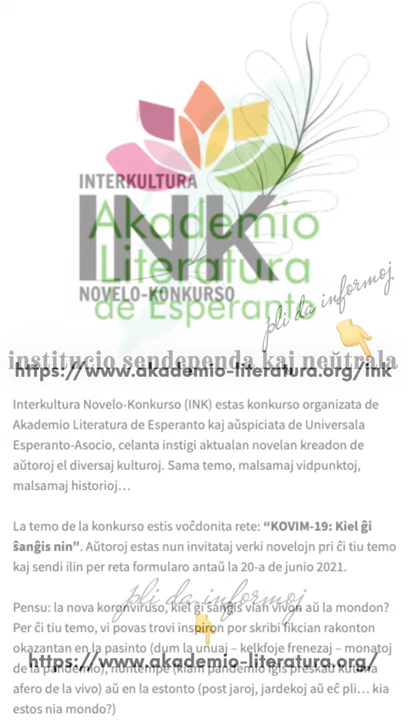 INTERKULTURA
INK
Akademio
Literatura
NOVELO-KONKURSO
de Esperanto
pli da informoj
institucio sendependa kaj neŭtrala
https://www.akademio-literatura.org/ink
Interkultura Novelo-Konkurso (INK) estas konkurso organizata de
Akademio Literatura de Esperanto kaj aŭspiciata de Universala
Esperanto-Asocio, celanta instigi aktualan novelan kreadon de
aŭtoroj el diversaj kulturoj. Sama temo, malsamaj vidpunktoj,
malsamaj historioj…
La temo de la konkurso estis voĉdonita rete: “KOVIM-19: Kiel ĝi
ŝanĝis nin”. Aŭtoroj estas nun invitataj verki novelojn pri ĉi tiu temo
kaj sendi ilin per reta formularo antaŭ la 20-a de junio 2021.
pli da informoj
Pensu: la nova koronviruso, kiel ĝi ŝanĝis vian vivon aŭ la mondon?
Per ĉi tiu temo, vi povas trovi inspiron por skribi fikcian rakonton
okazantan en la pasinto (dum la unuaj – kelkfoje frenezaj – monatoj
https://www.akademio-literatura.org/
de la pandemio), nuntempe (kiam pandemio iĝis preskaŭ kutima
afero de la vivo) aŭ en la estonto (post jaroj, jardekoj aŭ eĉ pli… kia
estos nia mondo?)